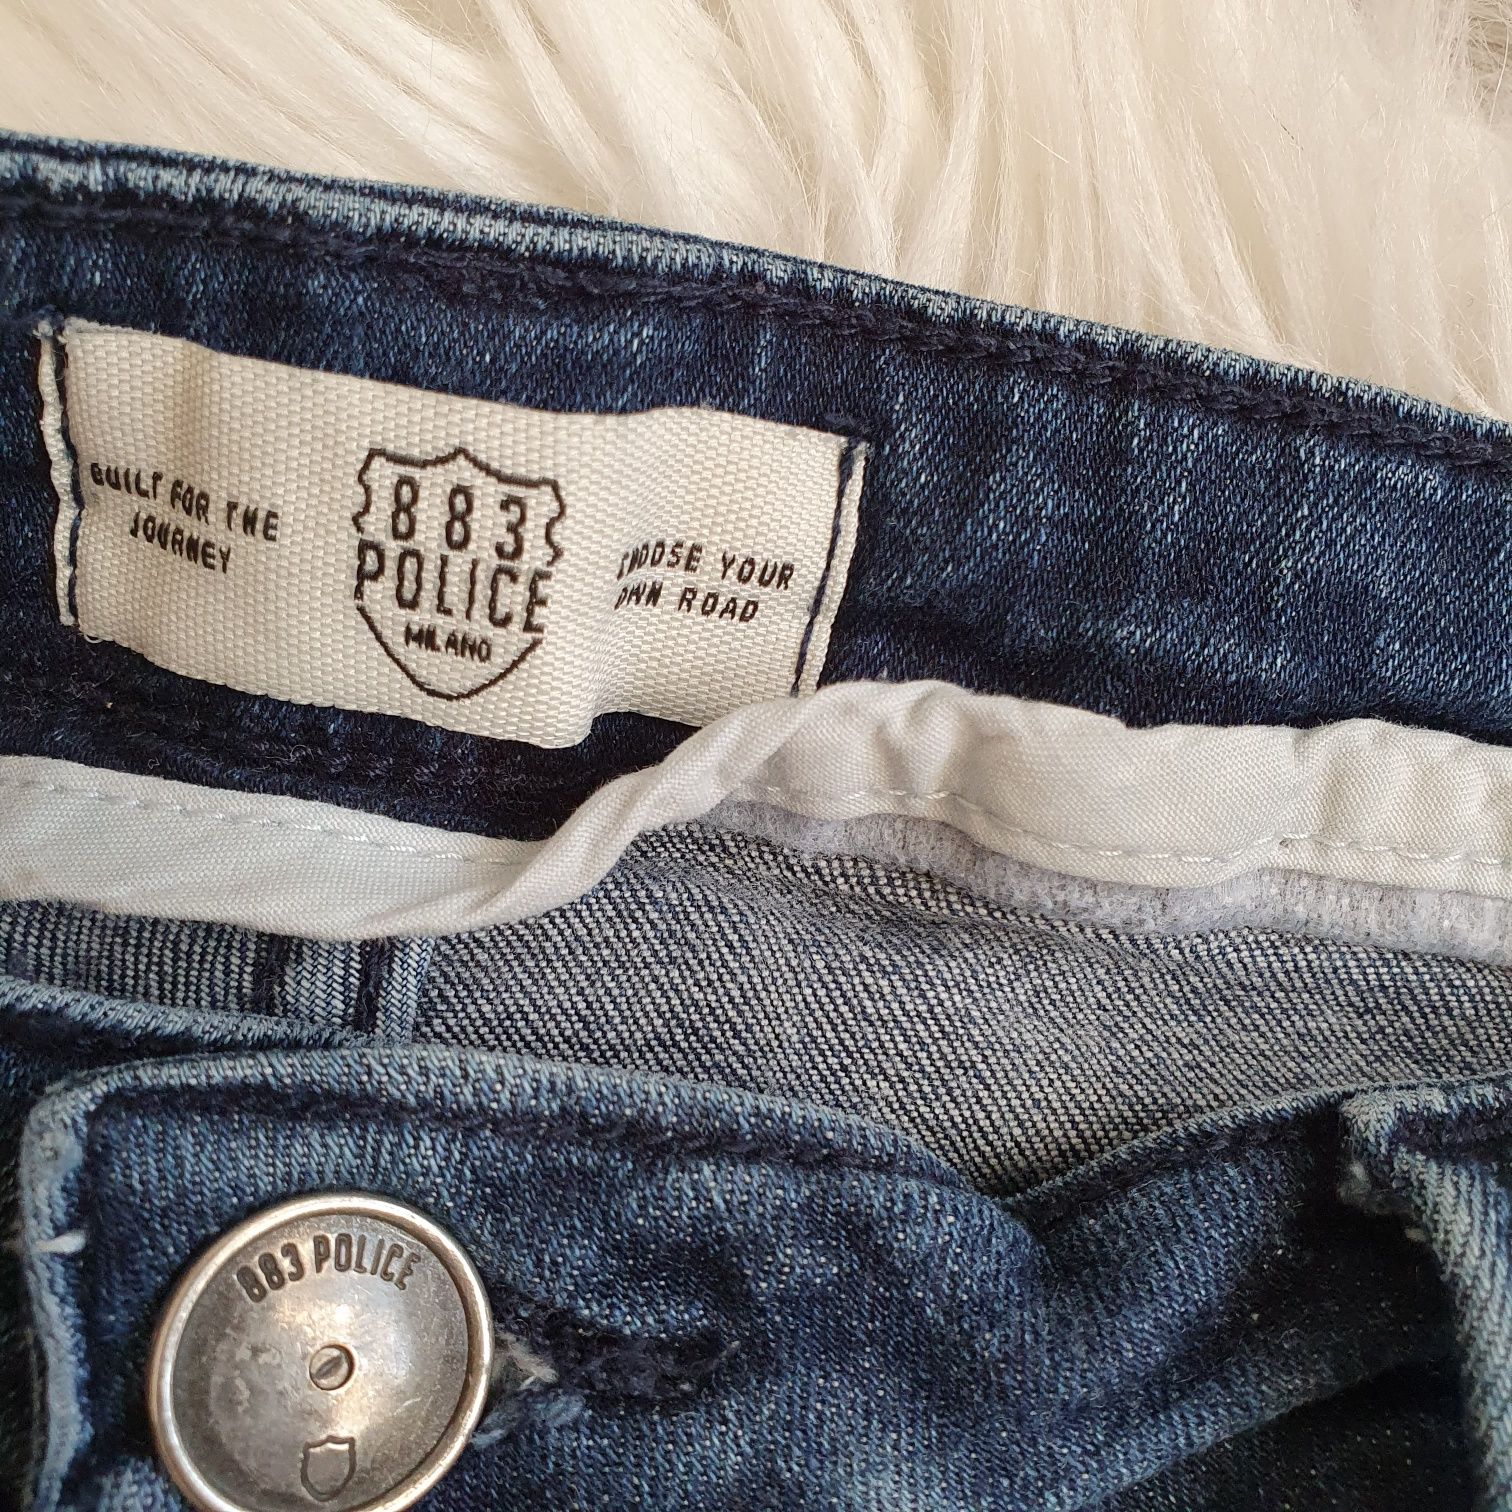 BUILT FOR THE
JOURNEY
883
POLICE
MILANO
CHOOSE YOUR
OWN ROAD
883 POLICE